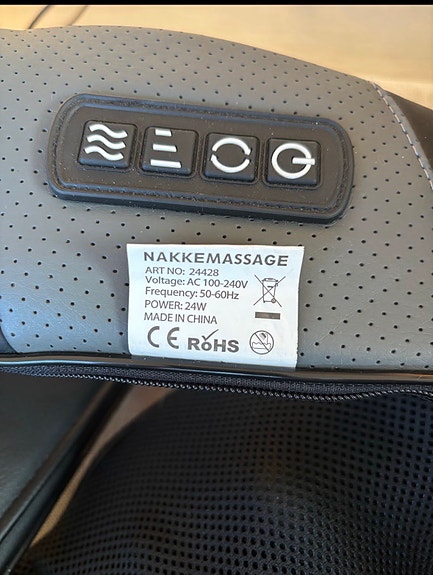 NAKKEMASSAGE
ART NO: 24428
Voltage: AC 100-240V
Frequency: 50-60Hz
POWER: 24W
MADE IN CHINA
CE RoHS